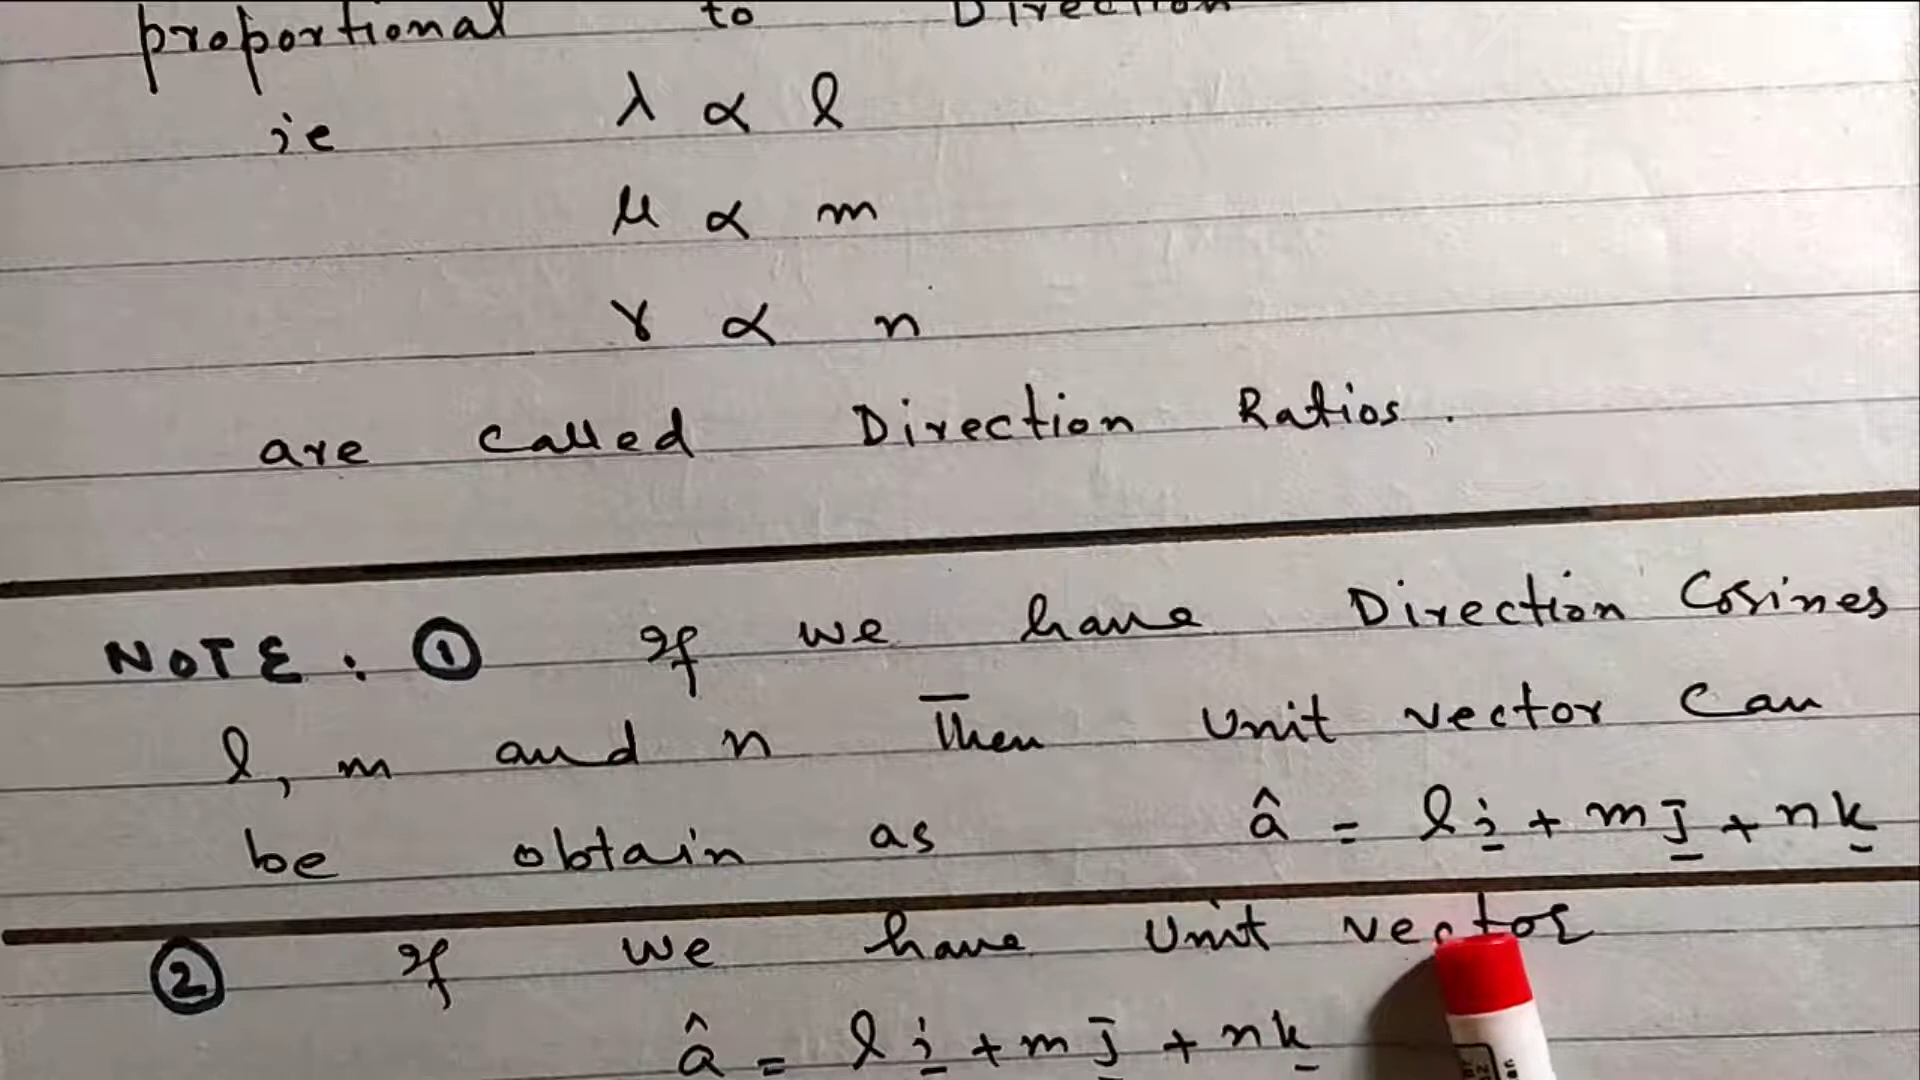 proportional to Direction
ie λ ∝ l
μ ∝ m
γ ∝ n
are called Direction Ratios.
NOTE: ① If we have Direction Cosines
l, m and n Then Unit vector Can
be obtain as â = li + mj + nk
② If we have Unit vector
â = li + mj + nk